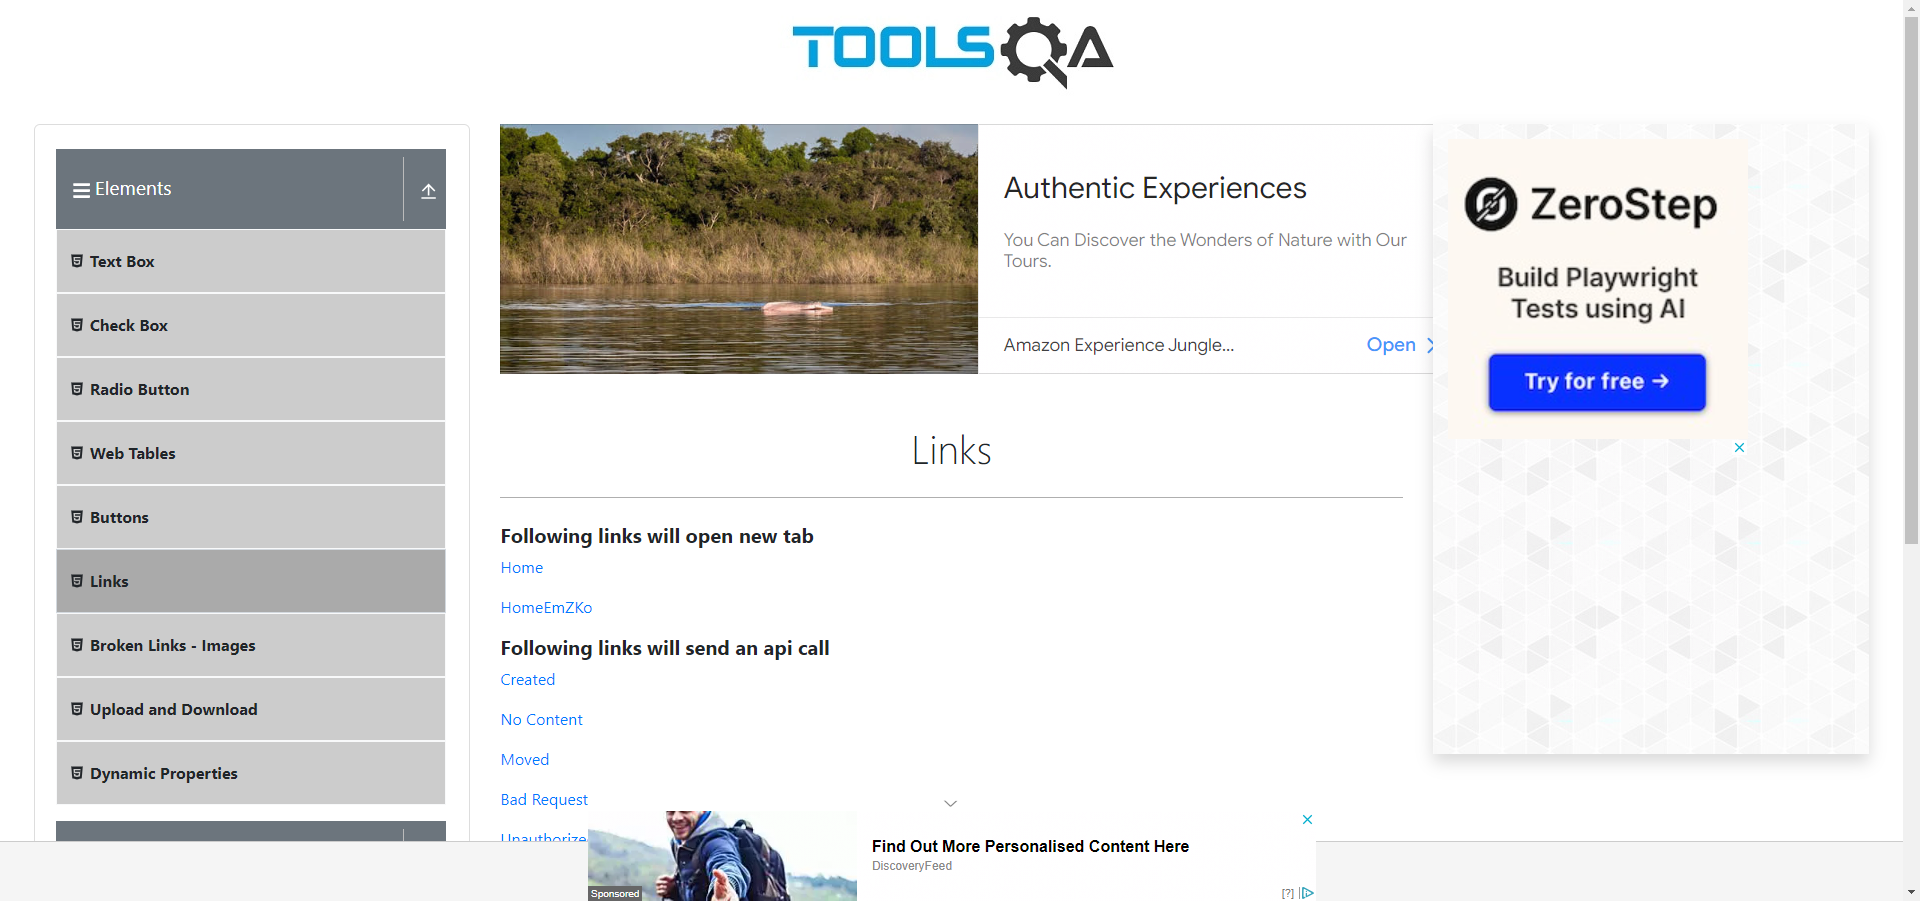 TOOLSQA
Elements
Text Box
Check Box
Radio Button
Web Tables
Buttons
Links
Broken Links - Images
Upload and Download
Dynamic Properties
Authentic Experiences
You Can Discover the Wonders of Nature with Our
Tours.
Amazon Experience Jungle...
Open
Links
Following links will open new tab
Home
HomeEmZKo
Following links will send an api call
Created
No Content
Moved
Bad Request
ZeroStep
Build Playwright
Tests using AI
Try for free →
Find Out More Personalised Content Here
DiscoveryFeed
Sponsored
[?]